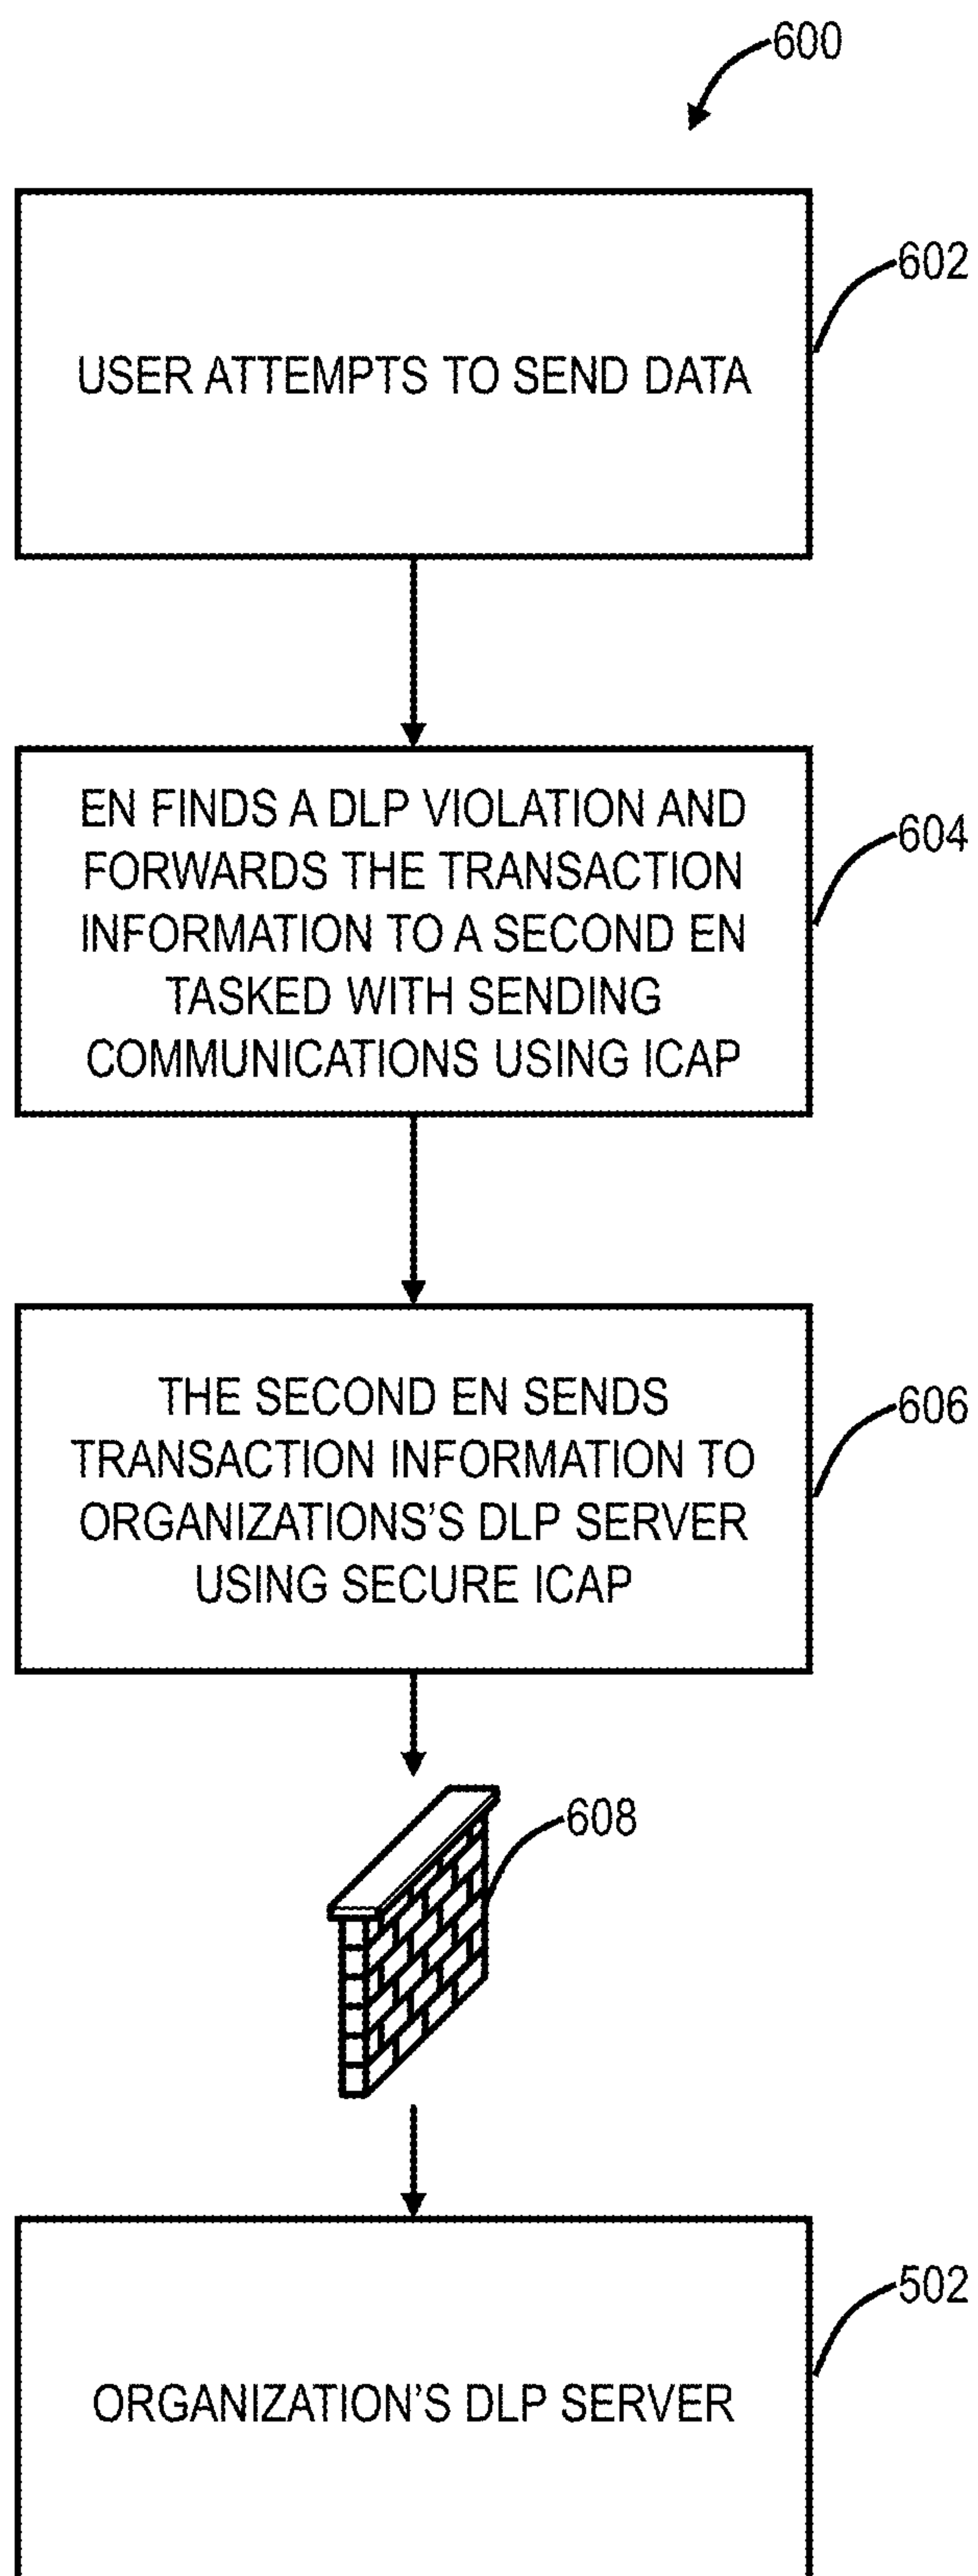 600
602
USER ATTEMPTS TO SEND DATA
EN FINDS A DLP VIOLATION AND
604
FORWARDS THE TRANSACTION
INFORMATION TO A SECOND EN
TASKED WITH SENDING
COMMUNICATIONS USING ICAP
THE SECOND EN SENDS
606
TRANSACTION INFORMATION TO
ORGANIZATIONS'S DLP SERVER
USING SECURE ICAP
608
502
ORGANIZATION'S DLP SERVER